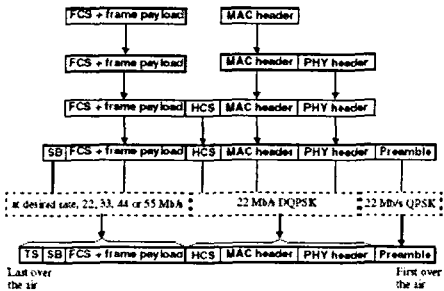 FCS + frame payload MAC header
FCS + frame payload MAC header PHY header
FCS + frame payload HCS MAC header PHY header
SB FCS + frame payload HCS MAC header PHY header Preamble
at desired rate, 22, 33, 44 or 55 Mb/s 22 Mb/s DQPSK 22 Mb/s QPSK
TS SB FCS + frame payload HCS MAC header PHY header Preamble
Last over First over
the air the air